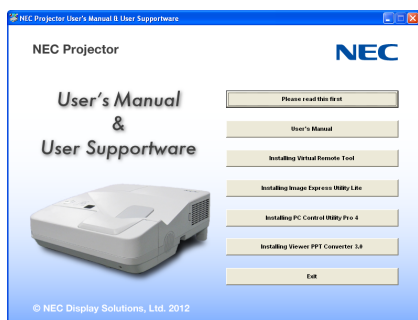 NEC Projector User's Manual & User Supportware
NEC Projector
NEC
User's Manual
&
User Supportware
Please read this first
User's Manual
Installing Virtual Remote Tool
Installing Image Express Utility Lite
Installing PC Control Utility Pro 4
Installing Viewer PPT Converter 3.0
Exit
© NEC Display Solutions, Ltd. 2012